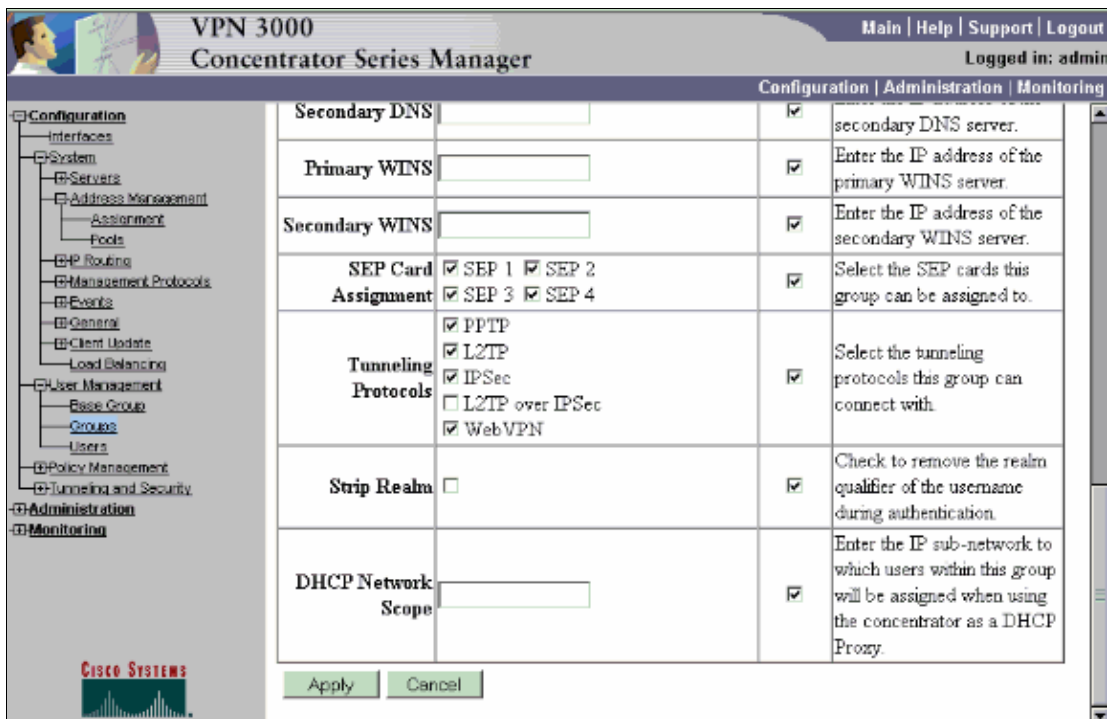 VPN 3000
Concentrator Series Manager
Main | Help | Support | Logout
Logged in: admin
Configuration | Administration | Monitoring
Configuration
Interfaces
System
Servers
Address Management
Assignment
Pools
IP Routing
Management Protocols
Events
General
Client Update
Load Balancing
User Management
Base Group
Groups
Users
Policy Management
Tunneling and Security
Administration
Monitoring
CISCO SYSTEMS
Secondary DNS
secondary DNS server.
Primary WINS
Enter the IP address of the
primary WINS server.
Secondary WINS
Enter the IP address of the
secondary WINS server.
SEP Card
Assignment
SEP 1 SEP 2
SEP 3 SEP 4
Select the SEP cards this
group can be assigned to.
Tunneling
Protocols
PPTP
L2TP
IPSec
L2TP over IPSec
WebVPN
Select the tunneling
protocols this group can
connect with.
Strip Realm
Check to remove the realm
qualifier of the username
during authentication.
DHCP Network
Scope
Enter the IP sub-network to
which users within this group
will be assigned when using
the concentrator as a DHCP
Proxy.
Apply
Cancel